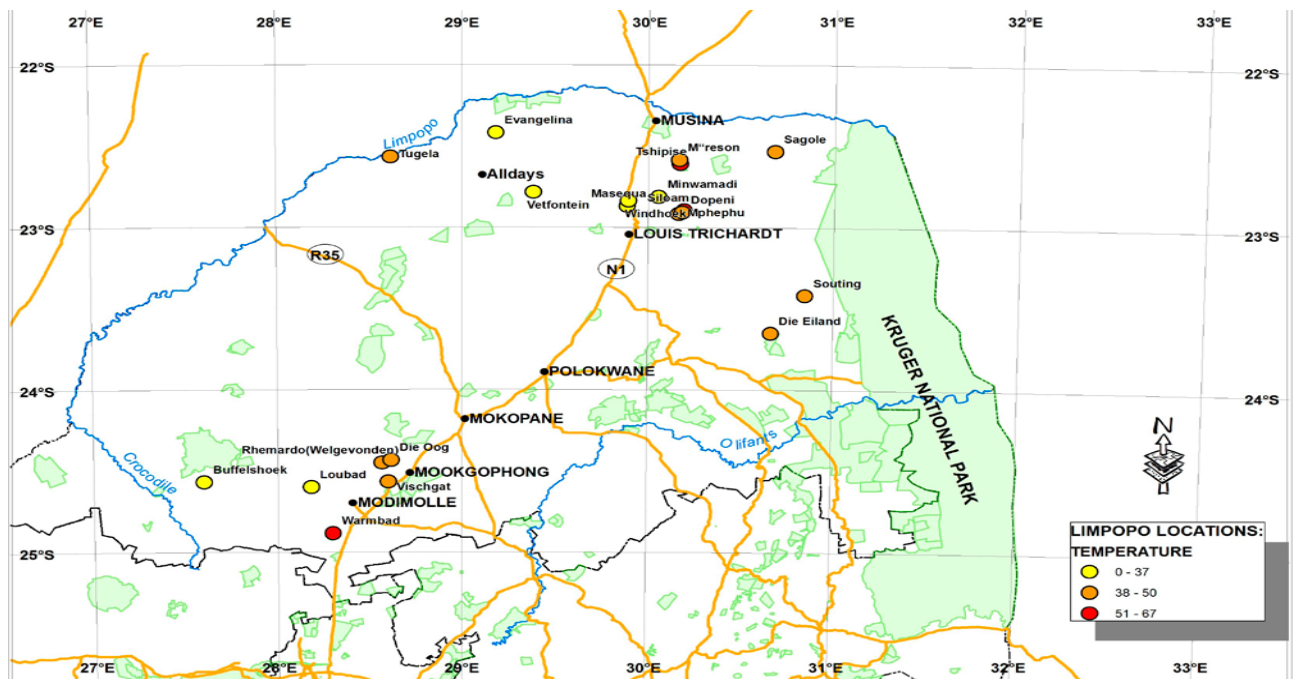 27°E 28°E 29°E 30°E 31°E 32°E 33°E
22°S 22°S
Evangelina
MUSINA
Limpopo
Sagole
Tugela
Tshipise M"reson
Alldays
Minwamadi
Masequa Siloam Dopeni
Vetfontein
Windhoek Mphephu
23°S 23°S
LOUIS TRICHARDT
R35
N1
Souting
Die Eiland
KRUGER NATIONAL PARK
POLOKWANE
24°S 24°S
MOKOPANE
N
Olifants
Rhemardo(Welgevonden) Die Oog
Crocodile
Buffelshoek Loubad MOOKGOPHONG
Vischgat
MODIMOLLE
Warmbad
LIMPOPO LOCATIONS:
TEMPERATURE
0 - 37
38 - 50
51 - 67
25°S 25°S
27°E 28°E 29°E 30°E 31°E 32°E 33°E